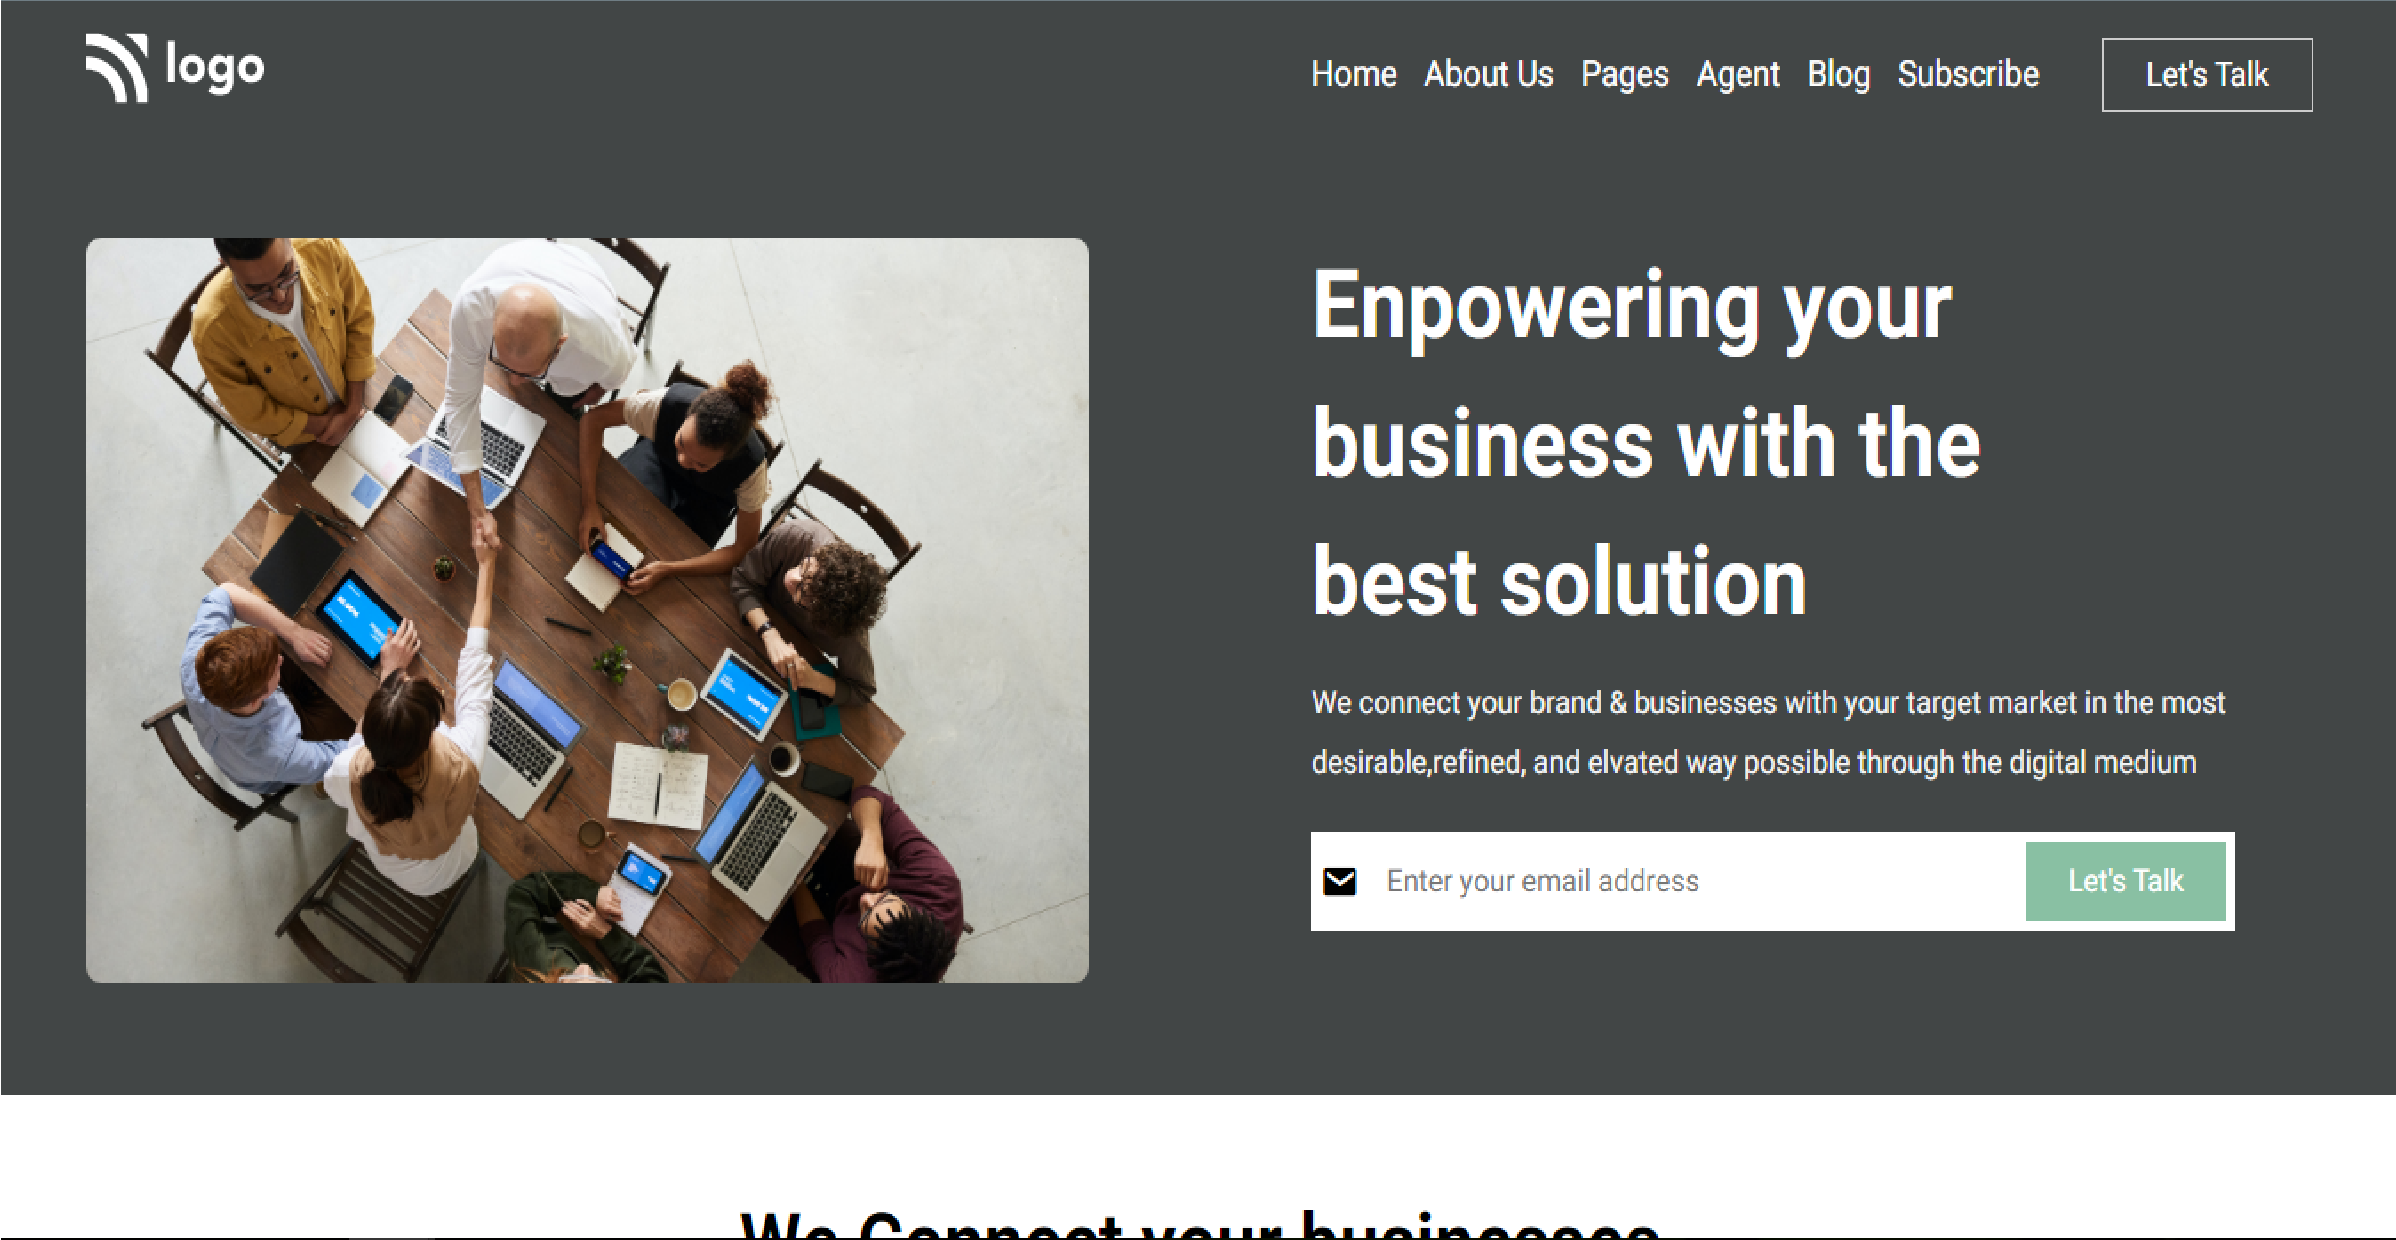 logo
Home About Us Pages Agent Blog Subscribe Let's Talk
Enpowering your
business with the
best solution
We connect your brand & businesses with your target market in the most
desirable,refined, and elvated way possible through the digital medium
Enter your email address Let's Talk
We Connect your businesses